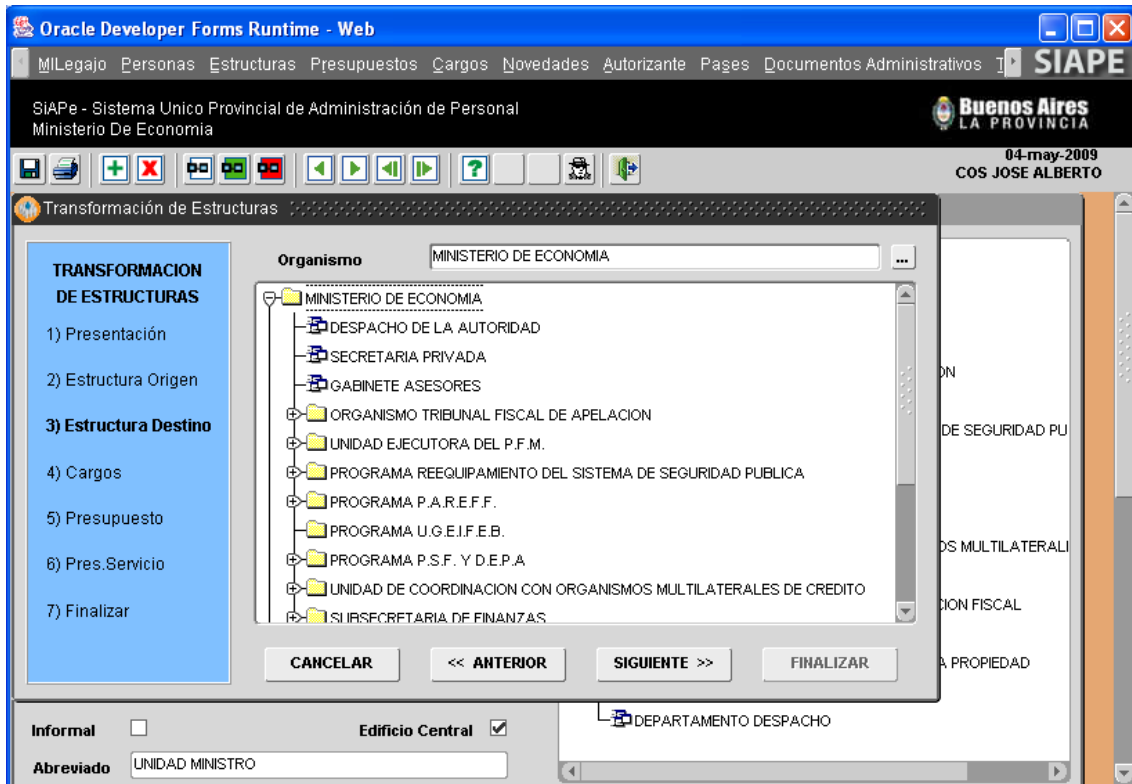 Oracle Developer Forms Runtime - Web
MILegajo Personas Estructuras Presupuestos Cargos Novedades Autorizante Pases Documentos Administrativos T SIAPE
SiAPe - Sistema Unico Provincial de Administración de Personal
Ministerio De Economia
Buenos Aires
LA PROVINCIA
04-may-2009
COS JOSE ALBERTO
Transformación de Estructuras
TRANSFORMACION
DE ESTRUCTURAS
1) Presentación
2) Estructura Origen
3) Estructura Destino
4) Cargos
5) Presupuesto
6) Pres.Servicio
7) Finalizar
Organismo MINISTERIO DE ECONOMIA ...
MINISTERIO DE ECONOMIA
DESPACHO DE LA AUTORIDAD
SECRETARIA PRIVADA
GABINETE ASESORES
ORGANISMO TRIBUNAL FISCAL DE APELACION
UNIDAD EJECUTORA DEL P.F.M.
PROGRAMA REEQUIPAMIENTO DEL SISTEMA DE SEGURIDAD PUBLICA
PROGRAMA P.A.R.E.F.F.
PROGRAMA U.G.E.I.F.E.B.
PROGRAMA P.S.F. Y D.E.P.A
UNIDAD DE COORDINACION CON ORGANISMOS MULTILATERALES DE CREDITO
SUBSECRETARIA DE FINANZAS
CANCELAR << ANTERIOR SIGUIENTE >> FINALIZAR
ON
DE SEGURIDAD PU
OS MULTILATERALI
CION FISCAL
A PROPIEDAD
DEPARTAMENTO DESPACHO
Informal Edificio Central
Abreviado UNIDAD MINISTRO